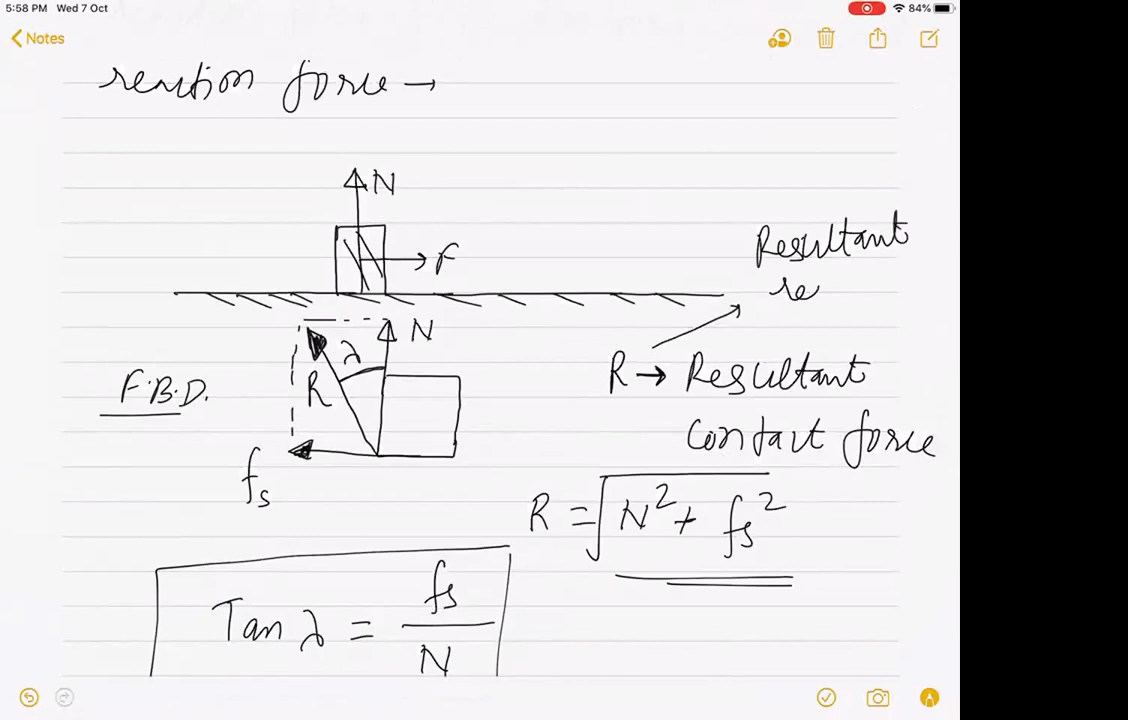 5:58 PM Wed 7 Oct
84%
Notes
reaction force →
N
F
Resultant
re
N
λ
R
F.B.D.
fs
R → Resultant
contact force
R = √N² + fs²
Tan λ = fs/N